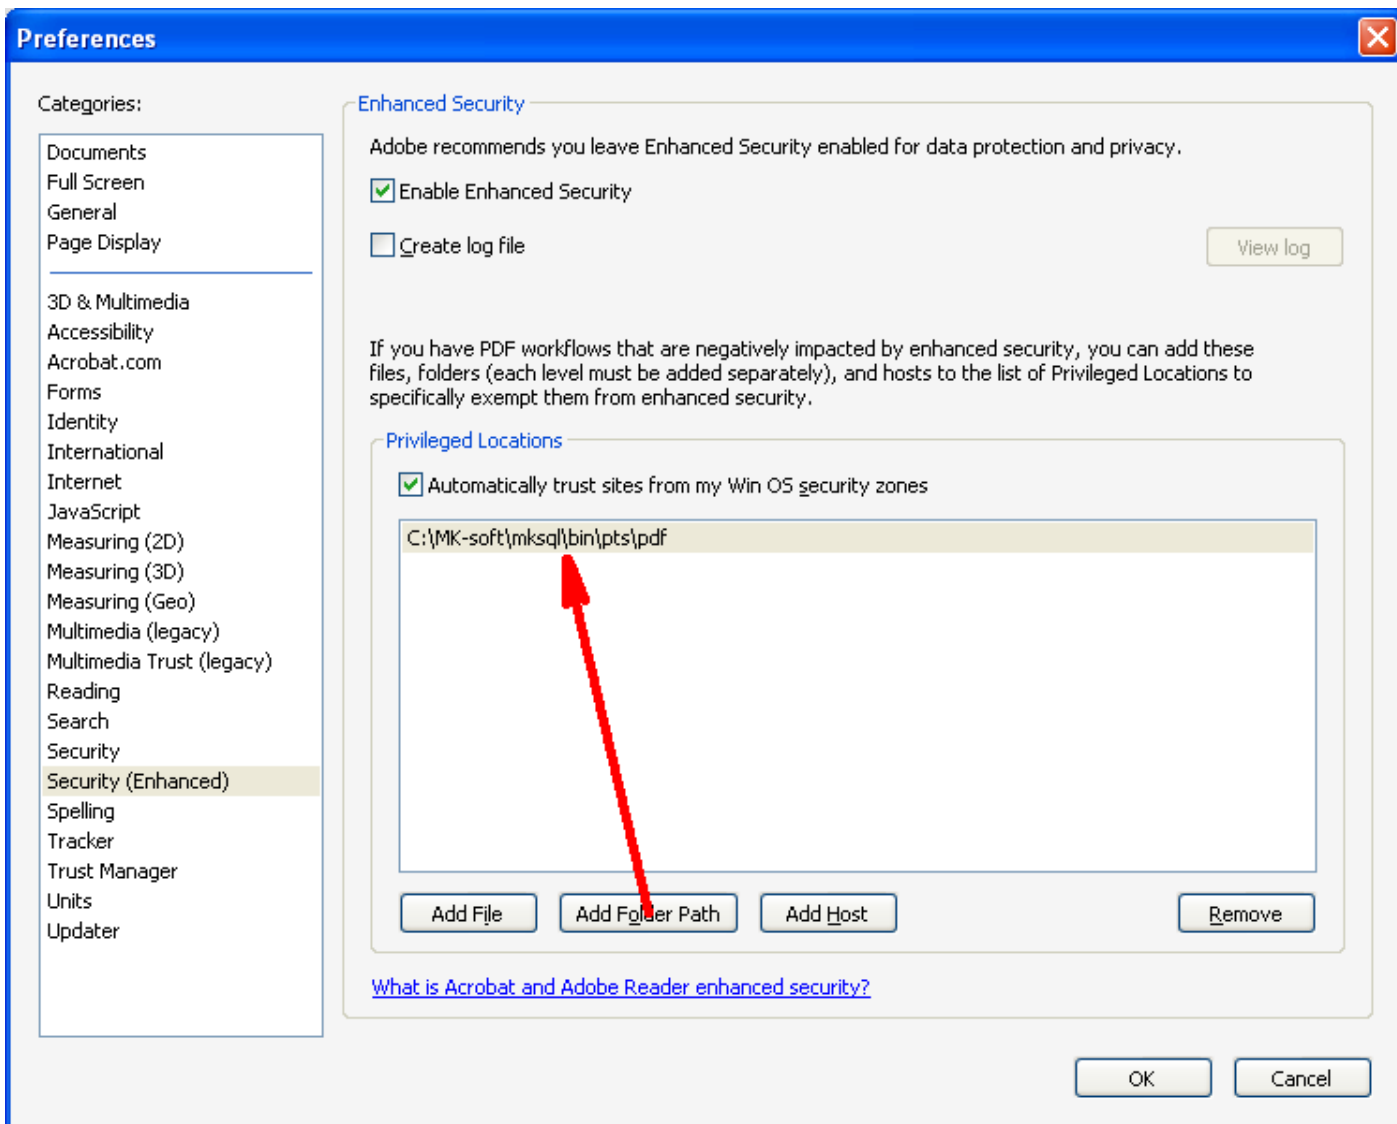 Preferences
Categories:
Documents
Full Screen
General
Page Display
3D & Multimedia
Accessibility
Acrobat.com
Forms
Identity
International
Internet
JavaScript
Measuring (2D)
Measuring (3D)
Measuring (Geo)
Multimedia (legacy)
Multimedia Trust (legacy)
Reading
Search
Security
Security (Enhanced)
Spelling
Tracker
Trust Manager
Units
Updater
Enhanced Security
Adobe recommends you leave Enhanced Security enabled for data protection and privacy.
Enable Enhanced Security
Create log file
View log
If you have PDF workflows that are negatively impacted by enhanced security, you can add these
files, folders (each level must be added separately), and hosts to the list of Privileged Locations to
specifically exempt them from enhanced security.
Privileged Locations
Automatically trust sites from my Win OS security zones
C:\MK-soft\mksql\bin\pts\pdf
Add File
Add Folder Path
Add Host
Remove
What is Acrobat and Adobe Reader enhanced security?
OK
Cancel